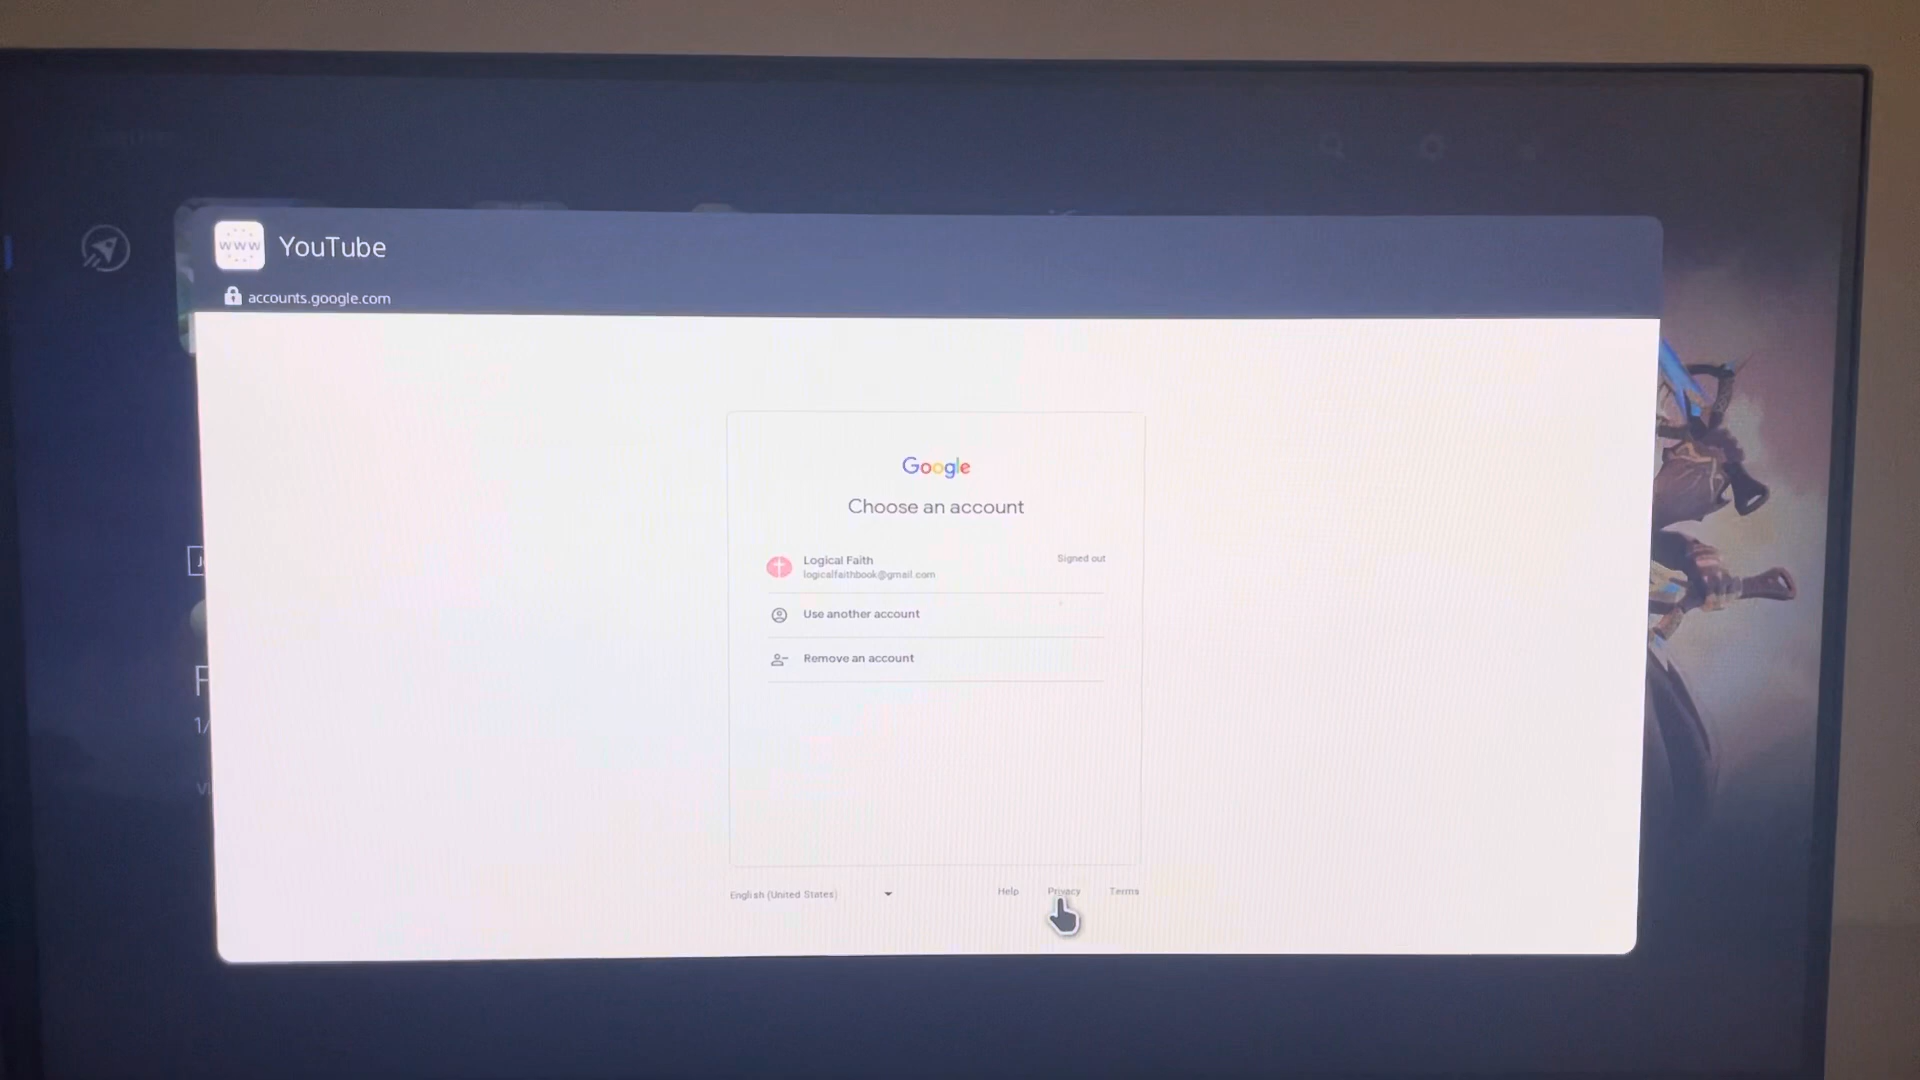 www YouTube
accounts.google.com
Google
Choose an account
Logical Faith
Signed out
logicalfaithbook@gmail.com
Use another account
Remove an account
English (United States)
Help Privacy Terms